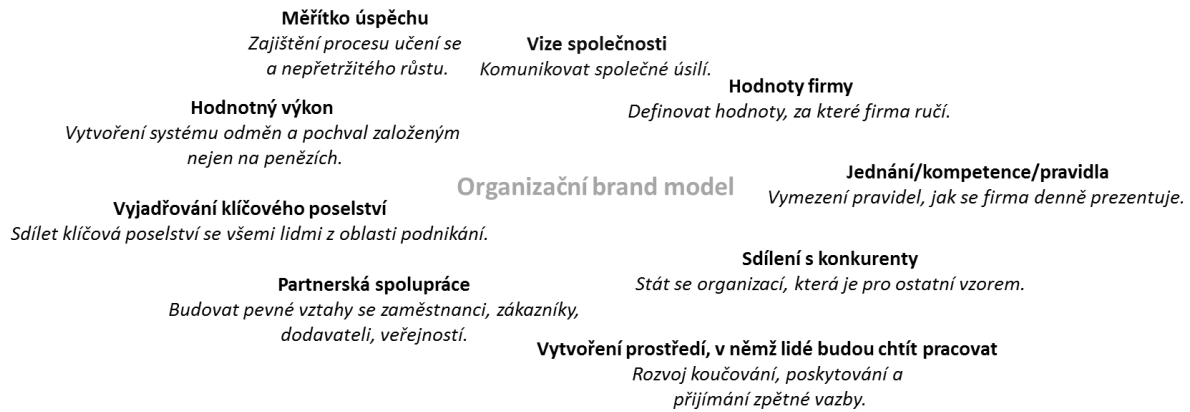 Měřítko úspěchu
Zajištění procesu učení se
a nepřetržitého růstu.
Vize společnosti
Komunikovat společné úsilí.
Hodnoty firmy
Definovat hodnoty, za které firma ručí.
Hodnotný výkon
Vytvoření systému odměn a pochval založeným
nejen na penězích.
Organizační brand model
Jednání/kompetence/pravidla
Vymezení pravidel, jak se firma denně prezentuje.
Vyjadřování klíčového poselství
Sdílet klíčová poselství se všemi lidmi z oblasti podnikání.
Sdílení s konkurenty
Stát se organizací, která je pro ostatní vzorem.
Partnerská spolupráce
Budovat pevné vztahy se zaměstnanci, zákazníky,
dodavateli, veřejností.
Vytvoření prostředí, v němž lidé budou chtít pracovat
Rozvoj koučování, poskytování a
přijímání zpětné vazby.